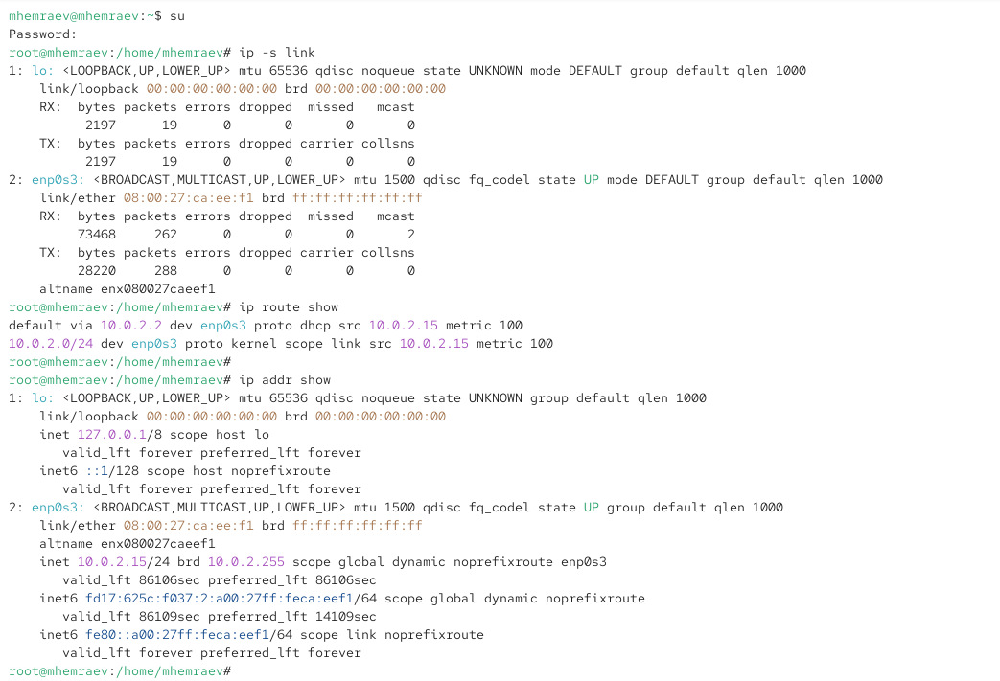 mhemraev@mhemraev:~$ su
Password:
root@mhemraev:/home/mhemraev# ip -s link
1: lo: <LOOPBACK,UP,LOWER_UP> mtu 65536 qdisc noqueue state UNKNOWN mode DEFAULT group default qlen 1000
    link/loopback 00:00:00:00:00:00 brd 00:00:00:00:00:00
    RX:  bytes packets errors dropped  missed   mcast
          2197      19      0       0       0       0
    TX:  bytes packets errors dropped carrier collsns
          2197      19      0       0       0       0
2: enp0s3: <BROADCAST,MULTICAST,UP,LOWER_UP> mtu 1500 qdisc fq_codel state UP mode DEFAULT group default qlen 1000
    link/ether 08:00:27:ca:ee:f1 brd ff:ff:ff:ff:ff:ff
    RX:  bytes packets errors dropped  missed   mcast
         73468     262      0       0       0       2
    TX:  bytes packets errors dropped carrier collsns
         28220     288      0       0       0       0
    altname enx080027caeef1
root@mhemraev:/home/mhemraev# ip route show
default via 10.0.2.2 dev enp0s3 proto dhcp src 10.0.2.15 metric 100
10.0.2.0/24 dev enp0s3 proto kernel scope link src 10.0.2.15 metric 100
root@mhemraev:/home/mhemraev#
root@mhemraev:/home/mhemraev# ip addr show
1: lo: <LOOPBACK,UP,LOWER_UP> mtu 65536 qdisc noqueue state UNKNOWN group default qlen 1000
    link/loopback 00:00:00:00:00:00 brd 00:00:00:00:00:00
    inet 127.0.0.1/8 scope host lo
       valid_lft forever preferred_lft forever
    inet6 ::1/128 scope host noprefixroute
       valid_lft forever preferred_lft forever
2: enp0s3: <BROADCAST,MULTICAST,UP,LOWER_UP> mtu 1500 qdisc fq_codel state UP group default qlen 1000
    link/ether 08:00:27:ca:ee:f1 brd ff:ff:ff:ff:ff:ff
    altname enx080027caeef1
    inet 10.0.2.15/24 brd 10.0.2.255 scope global dynamic noprefixroute enp0s3
       valid_lft 86106sec preferred_lft 86106sec
    inet6 fd17:625c:f037:2:a00:27ff:feca:eef1/64 scope global dynamic noprefixroute
       valid_lft 86109sec preferred_lft 14109sec
    inet6 fe80::a00:27ff:feca:eef1/64 scope link noprefixroute
       valid_lft forever preferred_lft forever
root@mhemraev:/home/mhemraev#